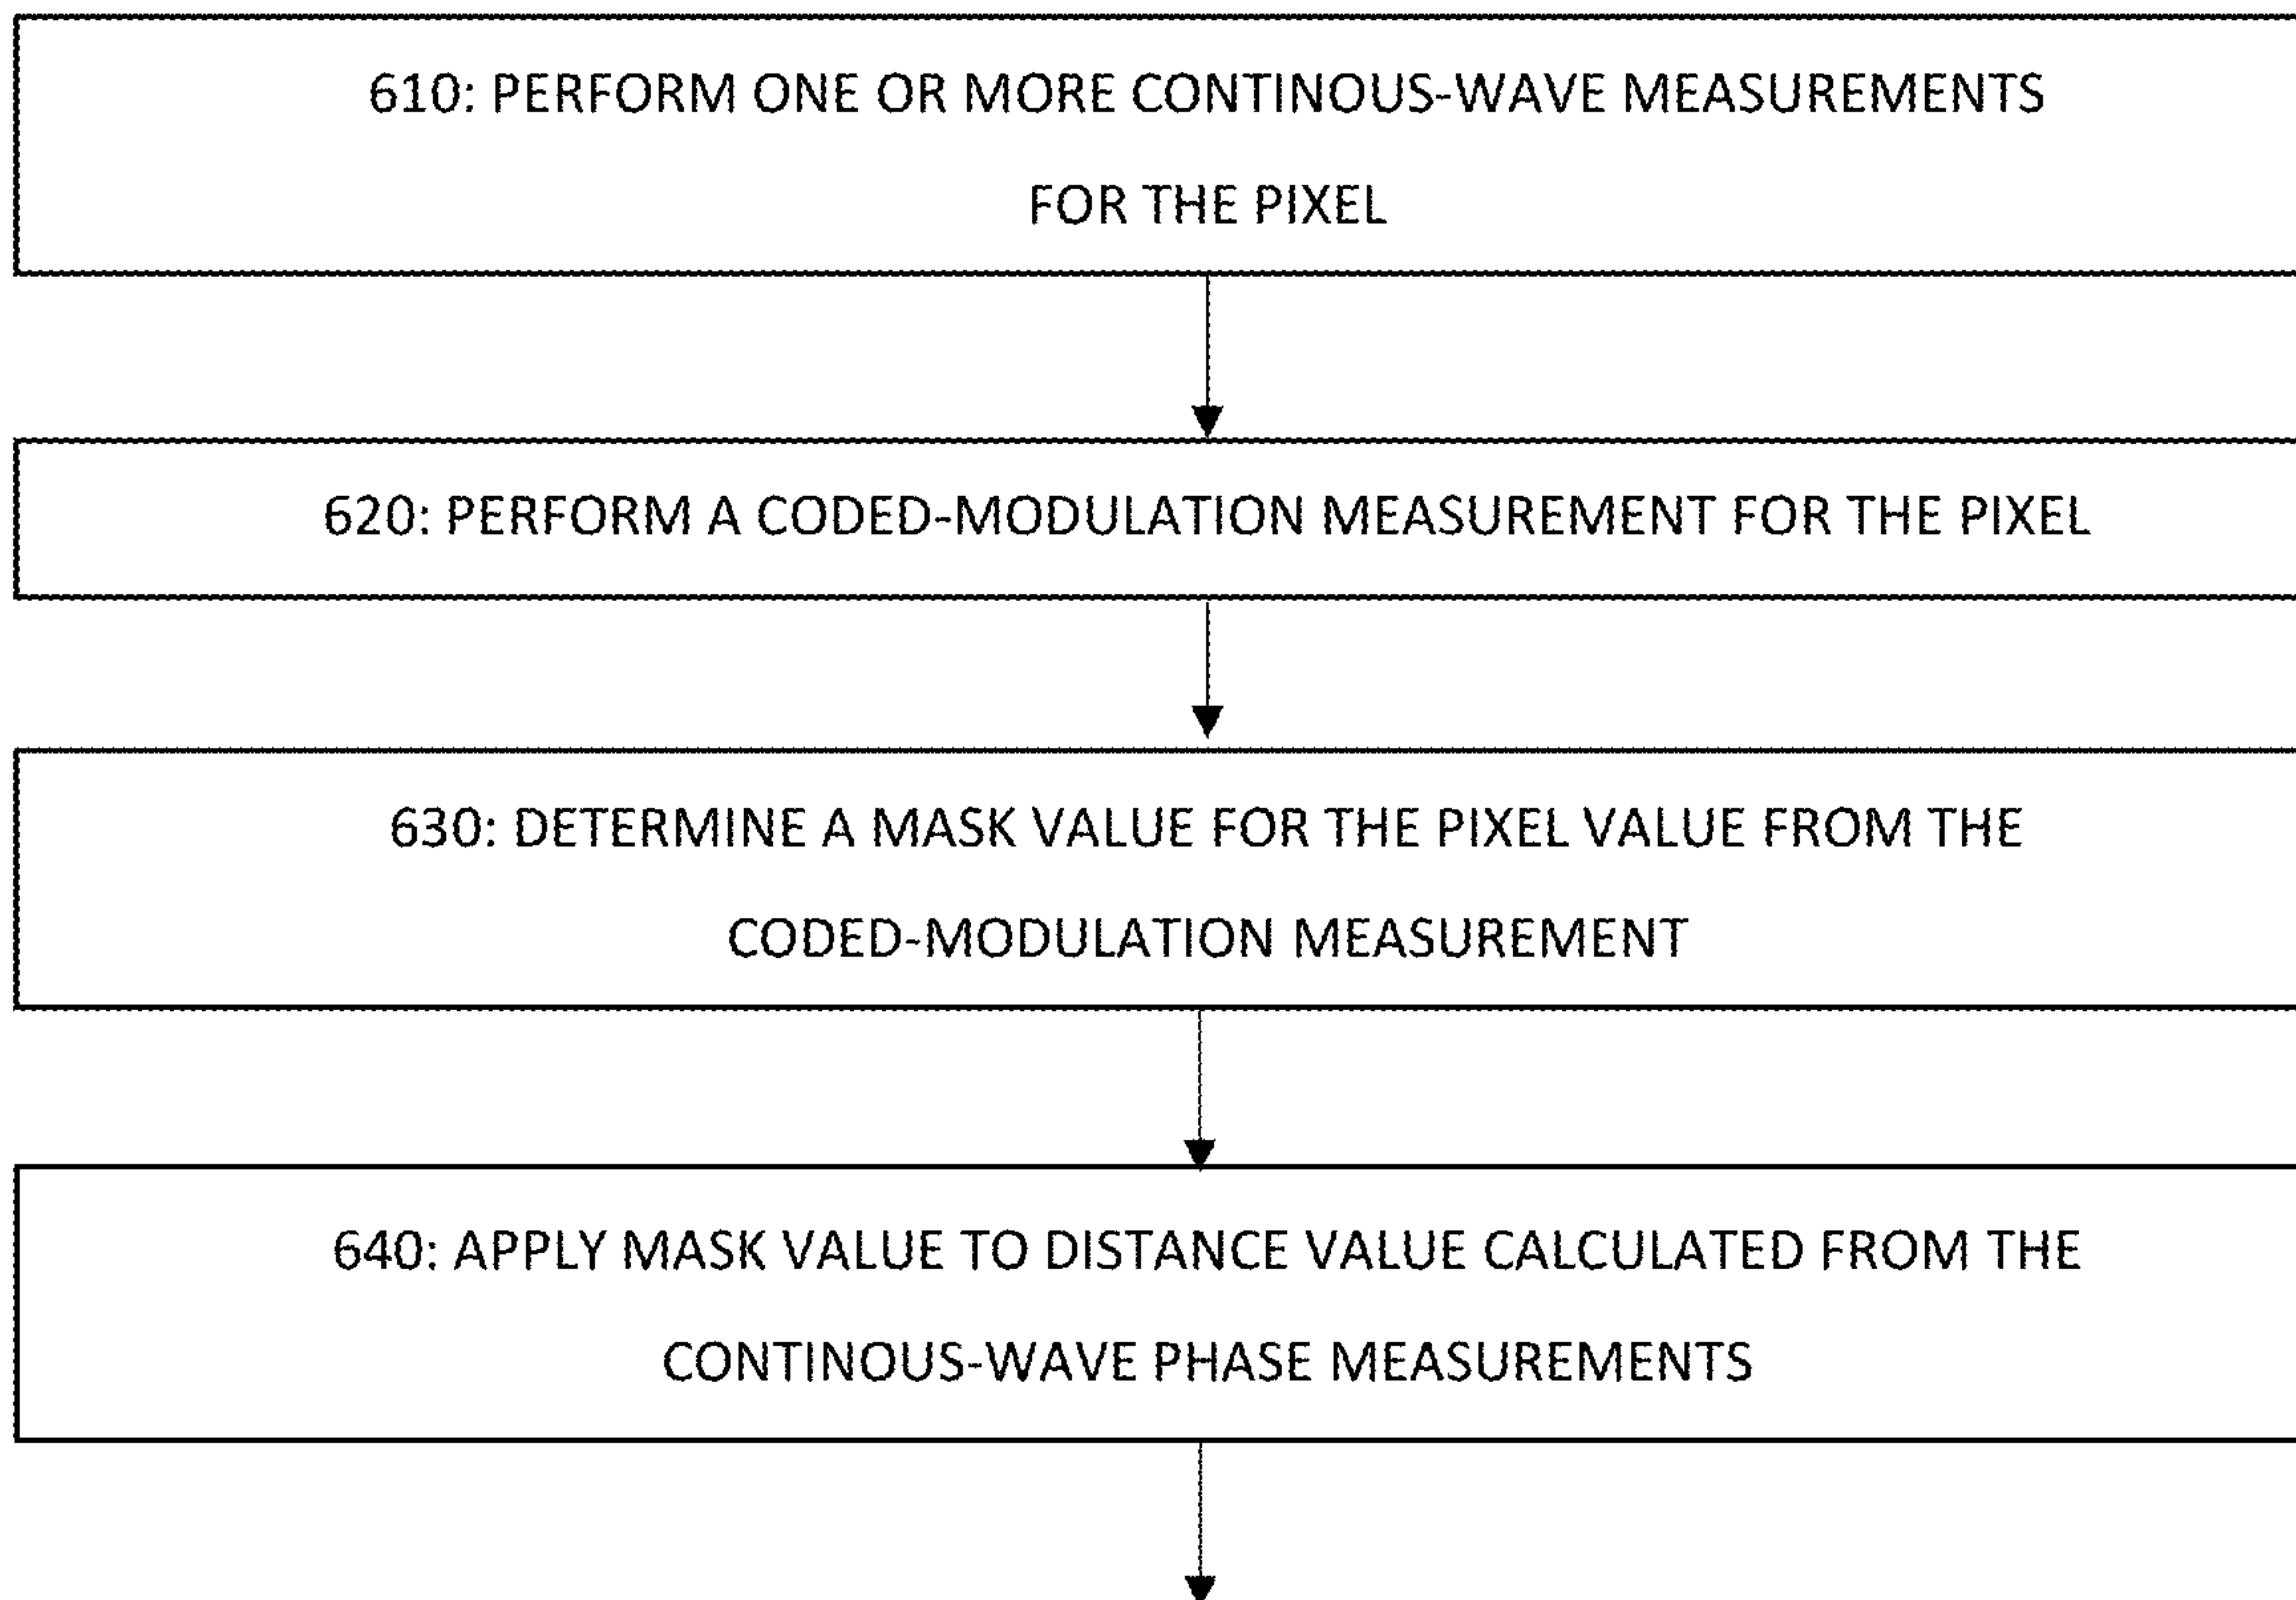 610: PERFORM ONE OR MORE CONTINOUS-WAVE MEASUREMENTS
FOR THE PIXEL
620: PERFORM A CODED-MODULATION MEASUREMENT FOR THE PIXEL
630: DETERMINE A MASK VALUE FOR THE PIXEL VALUE FROM THE
CODED-MODULATION MEASUREMENT
640: APPLY MASK VALUE TO DISTANCE VALUE CALCULATED FROM THE
CONTINOUS-WAVE PHASE MEASUREMENTS